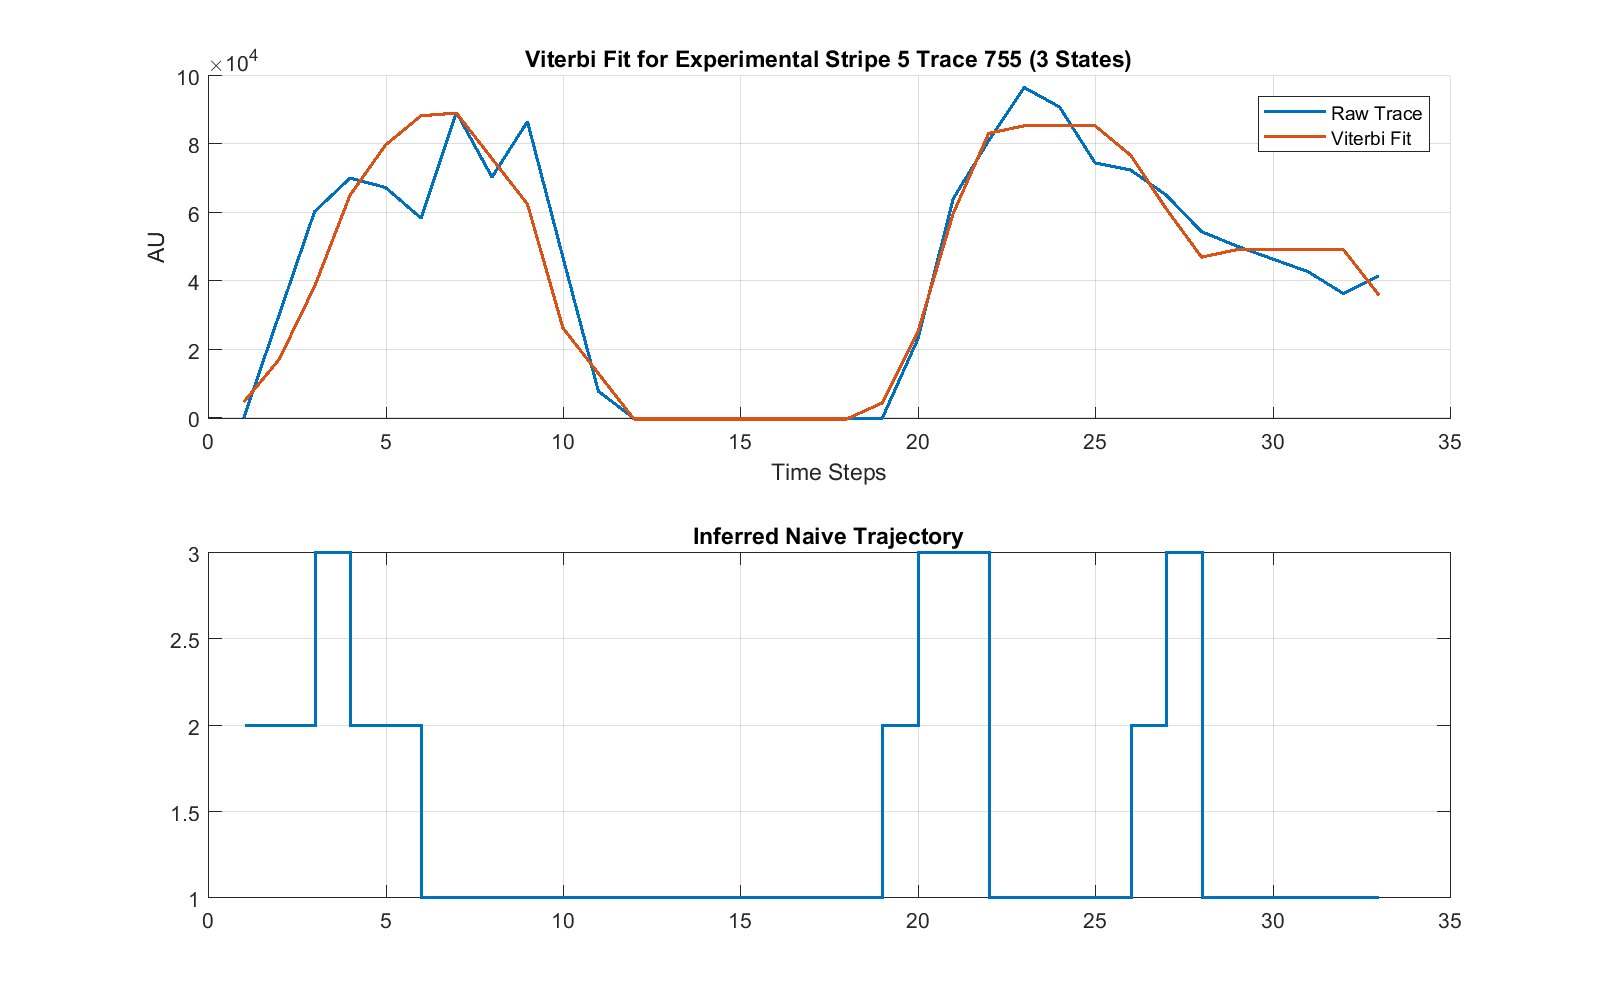 Viterbi Fit for Experimental Stripe 5 Trace 755 (3 States)
×10⁴
10
8
6
4
2
0
AU
Raw Trace
Viterbi Fit
0 5 10 15 20 25 30 35
Time Steps
Inferred Naive Trajectory
3
2.5
2
1.5
1
0 5 10 15 20 25 30 35